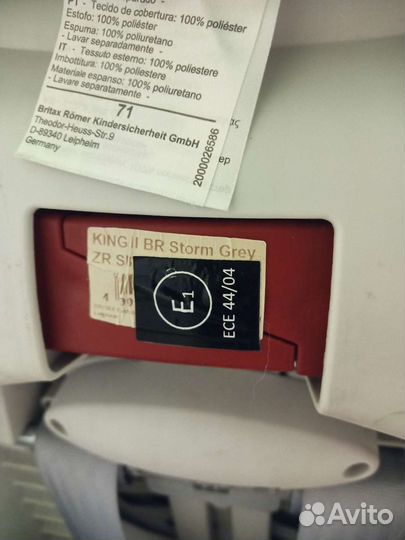 PT - Tecido de cobertura: 100% poliéster
Estofo: 100% poliéster
Espuma: 100% poliuretano
- Lavar separadamente -
IT - Tessuto esterno: 100% poliestere
Imbottitura: 100% poliestere
Materiale espanso: 100% poliuretano
- Lavare separatamente -
71
Britax Römer Kindersicherheit GmbH
Theodor-Heuss-Str.9
D-89340 Leipheim
Germany
2000026586
KING II BR Storm Grey
ZR
4
E1
ECE 44/04
Avito